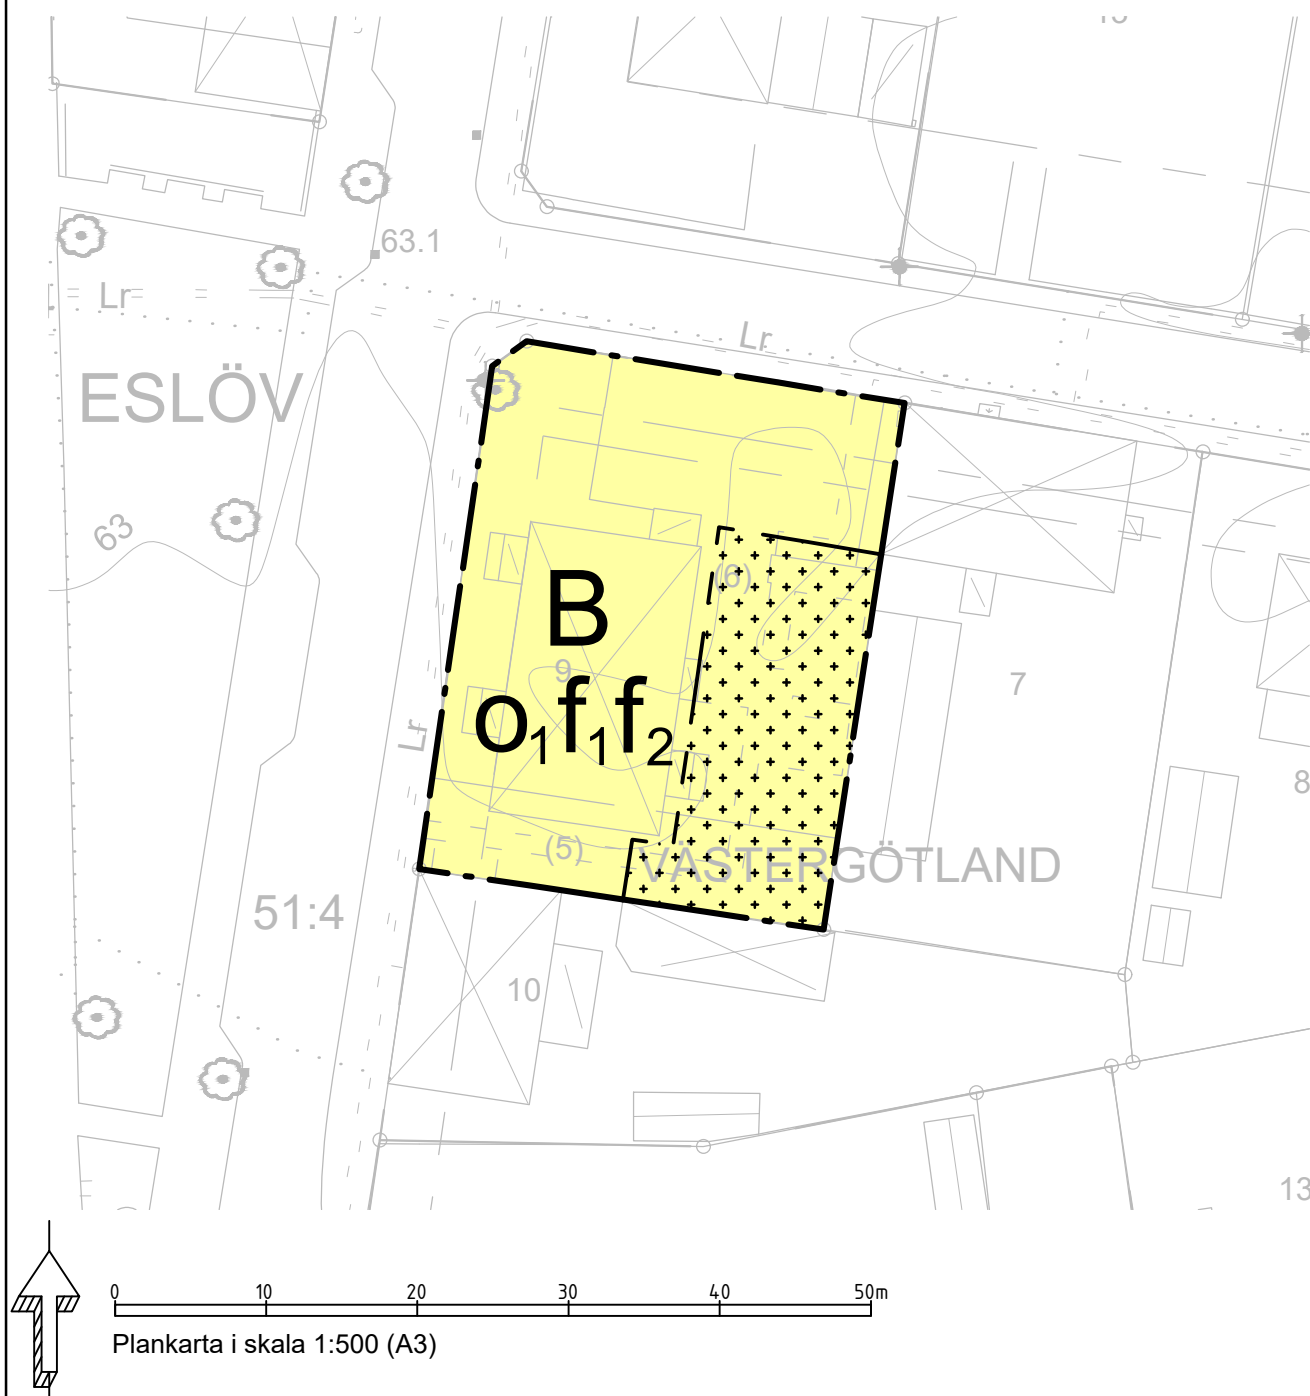 63.1
Lr
Lr
ESLÖV
63
(6)
B
9
7
o₁f₁f₂
Lr
8
(5)
VÄSTERGÖTLAND
51:4
10
13
0 10 20 30 40 50m
Plankarta i skala 1:500 (A3)